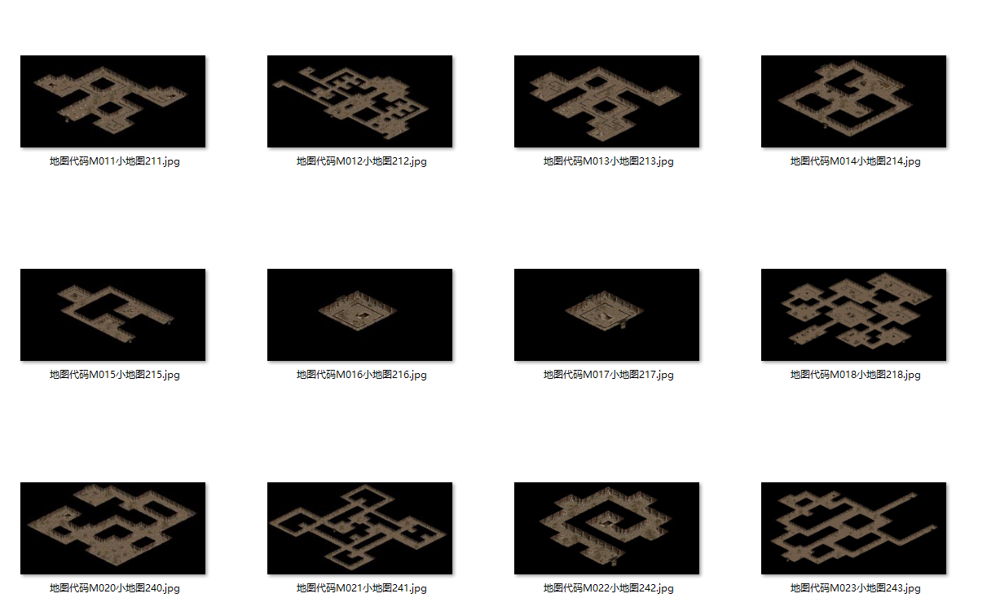 地图代码M011小地图211.jpg
地图代码M012小地图212.jpg
地图代码M013小地图213.jpg
地图代码M014小地图214.jpg
地图代码M015小地图215.jpg
地图代码M016小地图216.jpg
地图代码M017小地图217.jpg
地图代码M018小地图218.jpg
地图代码M020小地图240.jpg
地图代码M021小地图241.jpg
地图代码M022小地图242.jpg
地图代码M023小地图243.jpg